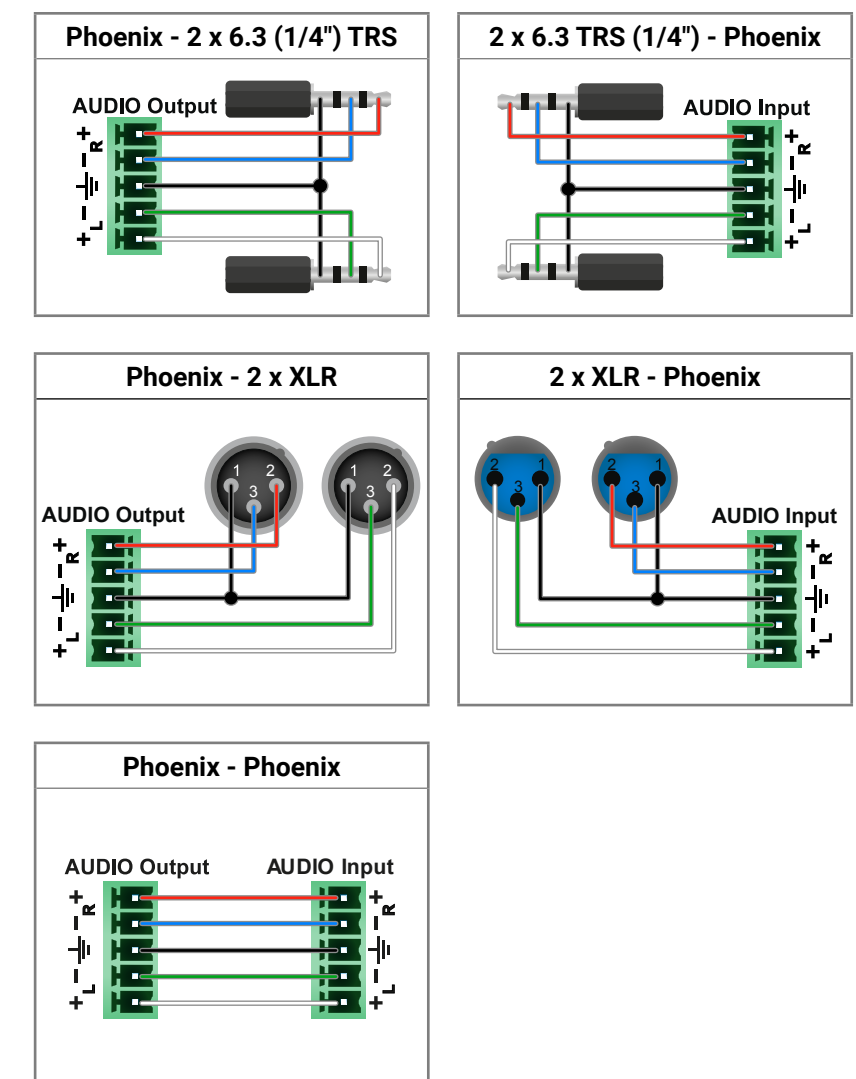 Phoenix - 2 x 6.3 (1/4") TRS
AUDIO Output
+
R
-
-
L
+
2 x 6.3 TRS (1/4") - Phoenix
AUDIO Input
+
R
-
-
L
+
Phoenix - 2 x XLR
1 2
3
1 2
3
AUDIO Output
+
R
-
-
L
+
2 x XLR - Phoenix
2 1
3
2 1
3
AUDIO Input
+
R
-
-
L
+
Phoenix - Phoenix
AUDIO Output AUDIO Input
+ +
R R
- -
- -
L L
+ +